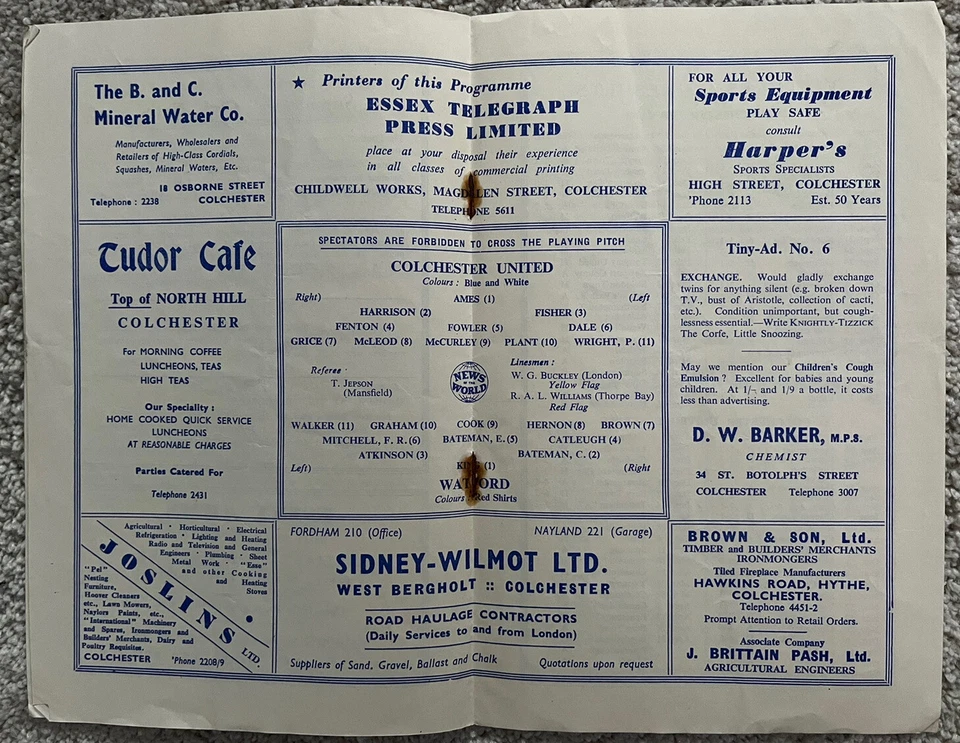 The B. and C.
Mineral Water Co.
Manufacturers, Wholesalers and
Retailers of High-Class Cordials,
Squashes, Mineral Waters, Etc.
18 OSBORNE STREET
Telephone : 2238 COLCHESTER
★ Printers of this Programme
ESSEX TELEGRAPH
PRESS LIMITED
place at your disposal their experience
in all classes of commercial printing
CHILDWELL WORKS, MAGDALEN STREET, COLCHESTER
TELEPHONE 5611
FOR ALL YOUR
Sports Equipment
PLAY SAFE
consult
Harper's
SPORTS SPECIALISTS
HIGH STREET, COLCHESTER
'Phone 2113 Est. 50 Years
Tudor Cafe
Top of NORTH HILL
COLCHESTER
For MORNING COFFEE
LUNCHEONS, TEAS
HIGH TEAS
Our Speciality :
HOME COOKED QUICK SERVICE
LUNCHEONS
AT REASONABLE CHARGES
Parties Catered For
Telephone 2431
SPECTATORS ARE FORBIDDEN TO CROSS THE PLAYING PITCH
COLCHESTER UNITED
Colours : Blue and White
Right) AMES (1) (Left
HARRISON (2) FISHER (3)
FENTON (4) FOWLER (5) DALE (6)
GRICE (7) McLEOD (8) McCURLEY (9) PLANT (10) WRIGHT, P. (11)
Referee :
T. JEPSON
(Mansfield)
NEWS
OF THE
WORLD
Linesmen :
W. G. BUCKLEY (London)
Yellow Flag
R. A. L. WILLIAMS (Thorpe Bay)
Red Flag
WALKER (11) GRAHAM (10) COOK (9) HERNON (8) BROWN (7)
MITCHELL, F. R. (6) BATEMAN, E. (5) CATLEUGH (4)
ATKINSON (3) BATEMAN, C. (2)
Left) KING (1) (Right
WATFORD
Colours : Red Shirts
Tiny-Ad. No. 6
EXCHANGE. Would gladly exchange
twins for anything silent (e.g. broken down
T.V., bust of Aristotle, collection of cacti,
etc.). Condition unimportant, but cough-
lessness essential.—Write KNIGHTLY-TIZZICK
The Corfe, Little Snoozing.
May we mention our Children's Cough
Emulsion ? Excellent for babies and young
children. At 1/- and 1/9 a bottle, it costs
less than advertising.
D. W. BARKER, M.P.S.
CHEMIST
34 ST. BOTOLPH'S STREET
COLCHESTER Telephone 3007
Agricultural · Horticultural · Electrical
Refrigeration · Lighting and Heating
Radio and Television and General
Engineers · Plumbing · Sheet
Metal Work · "Esse"
and other Cooking
and Heating
Stoves
JOSLINS LTD.
"Pel"
Nesting
Furniture,
Hoover Cleaners
etc., Lawn Mowers,
Naylors Paints, etc.,
"International" Machinery
and Spares, Ironmongers and
Builders' Merchants, Dairy and
Poultry Requisites.
COLCHESTER 'Phone 2208/9
FORDHAM 210 (Office) NAYLAND 221 (Garage)
SIDNEY-WILMOT LTD.
WEST BERGHOLT :: COLCHESTER
ROAD HAULAGE CONTRACTORS
(Daily Services to and from London)
Suppliers of Sand, Gravel, Ballast and Chalk Quotations upon request
BROWN & SON, Ltd.
TIMBER and BUILDERS' MERCHANTS
IRONMONGERS
Tiled Fireplace Manufacturers
HAWKINS ROAD, HYTHE,
COLCHESTER.
Telephone 4451-2
Prompt Attention to Retail Orders.
Associate Company
J. BRITTAIN PASH, Ltd.
AGRICULTURAL ENGINEERS